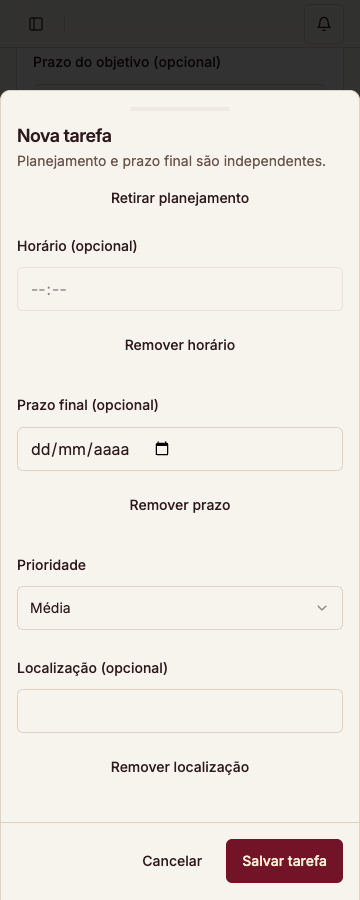 Prazo do objetivo (opcional)
Nova tarefa
Planejamento e prazo final são independentes.
Retirar planejamento
Horário (opcional)
--:--
Remover horário
Prazo final (opcional)
dd/mm/aaaa
Remover prazo
Prioridade
Média
Localização (opcional)
Remover localização
Cancelar
Salvar tarefa